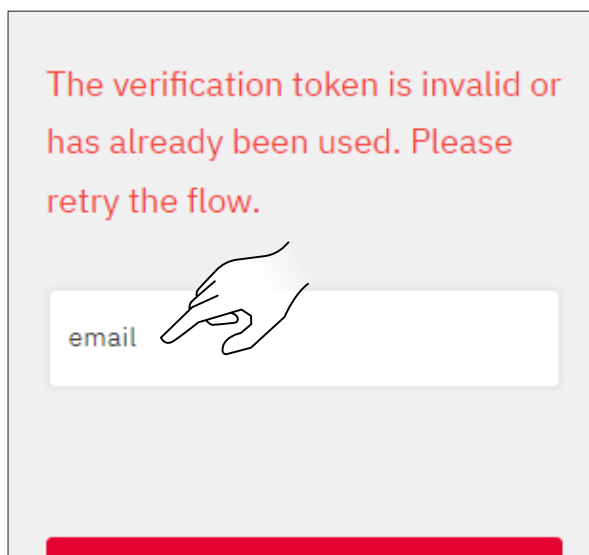 The verification token is invalid or
has already been used. Please
retry the flow.
email